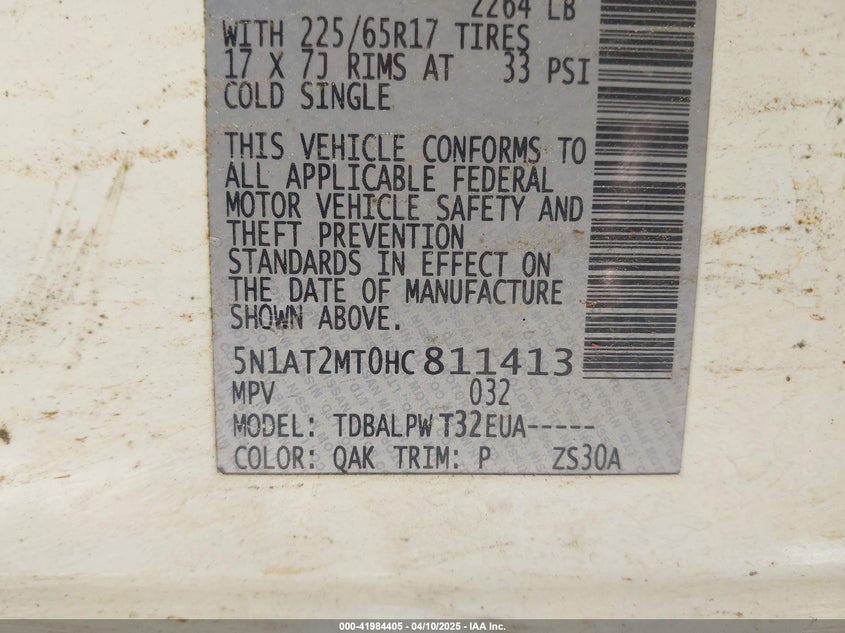 2264 LB
WITH 225/65R17 TIRES
17 X 7J RIMS AT 33 PSI
COLD SINGLE
THIS VEHICLE CONFORMS TO
ALL APPLICABLE FEDERAL
MOTOR VEHICLE SAFETY AND
THEFT PREVENTION
STANDARDS IN EFFECT ON
THE DATE OF MANUFACTURE
SHOWN ABOVE.
5N1AT2MT0HC811413
MPV 032
MODEL: TDBALPW T32EUA-----
COLOR: QAK TRIM: P ZS30A
000-41984405 - 04/10/2025 - IAA Inc.